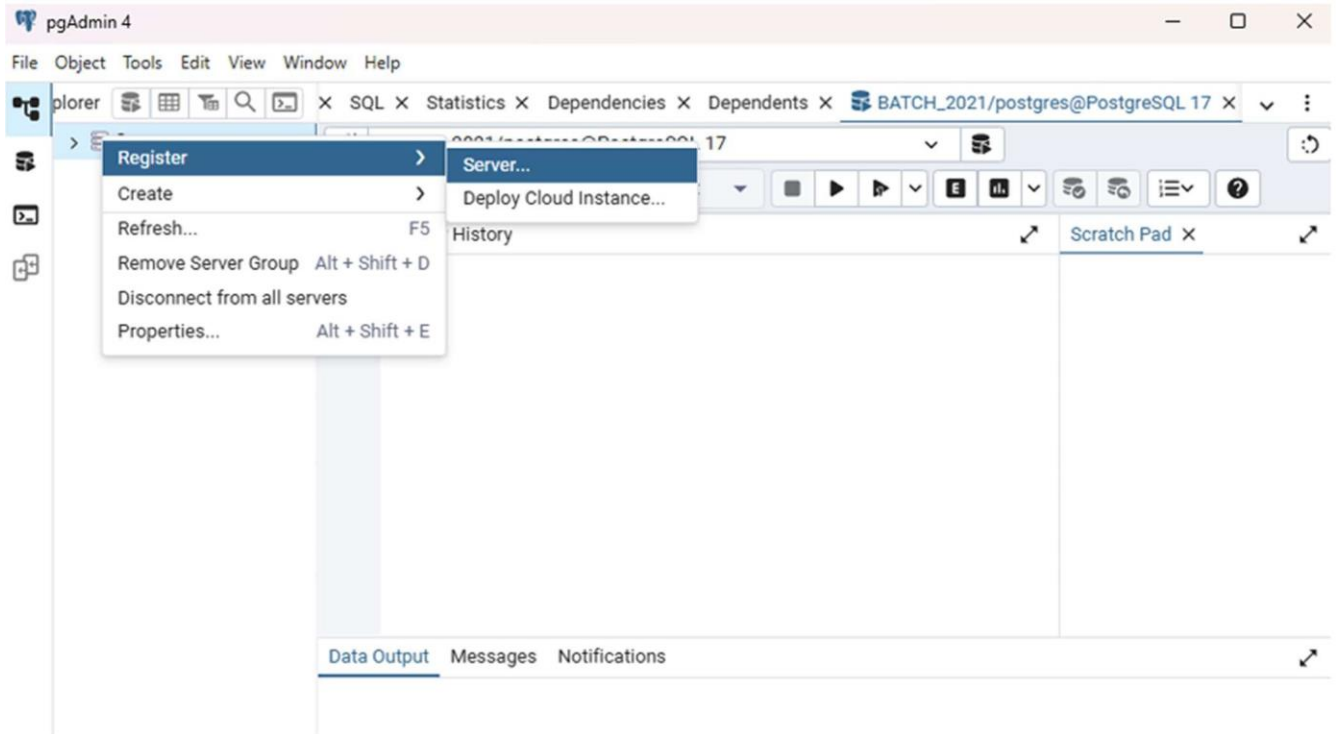 pgAdmin 4
File Object Tools Edit View Window Help
plorer SQL Statistics Dependencies Dependents BATCH_2021/postgres@PostgreSQL 17
17
Register
Server...
Create
Deploy Cloud Instance...
Refresh... F5
History
Scratch Pad
Remove Server Group Alt + Shift + D
Disconnect from all servers
Properties... Alt + Shift + E
Data Output Messages Notifications